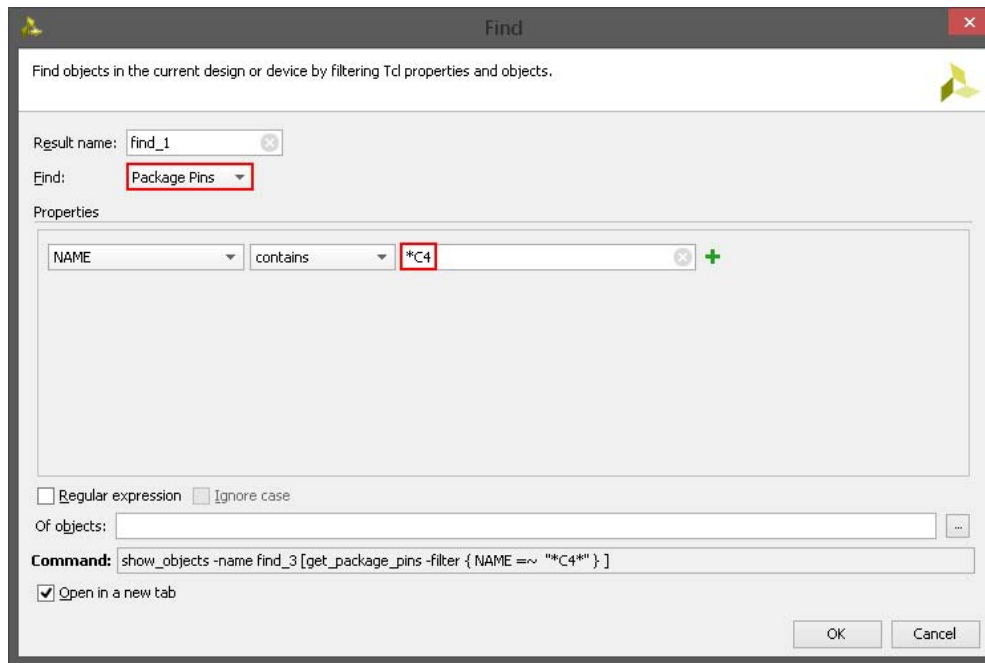 Find
Find objects in the current design or device by filtering Tcl properties and objects.
Result name: find_1
Find: Package Pins
Properties
NAME contains *C4
Regular expression Ignore case
Of objects: ...
Command: show_objects -name find_3 [get_package_pins -filter { NAME =~ "*C4*" } ]
Open in a new tab
OK Cancel